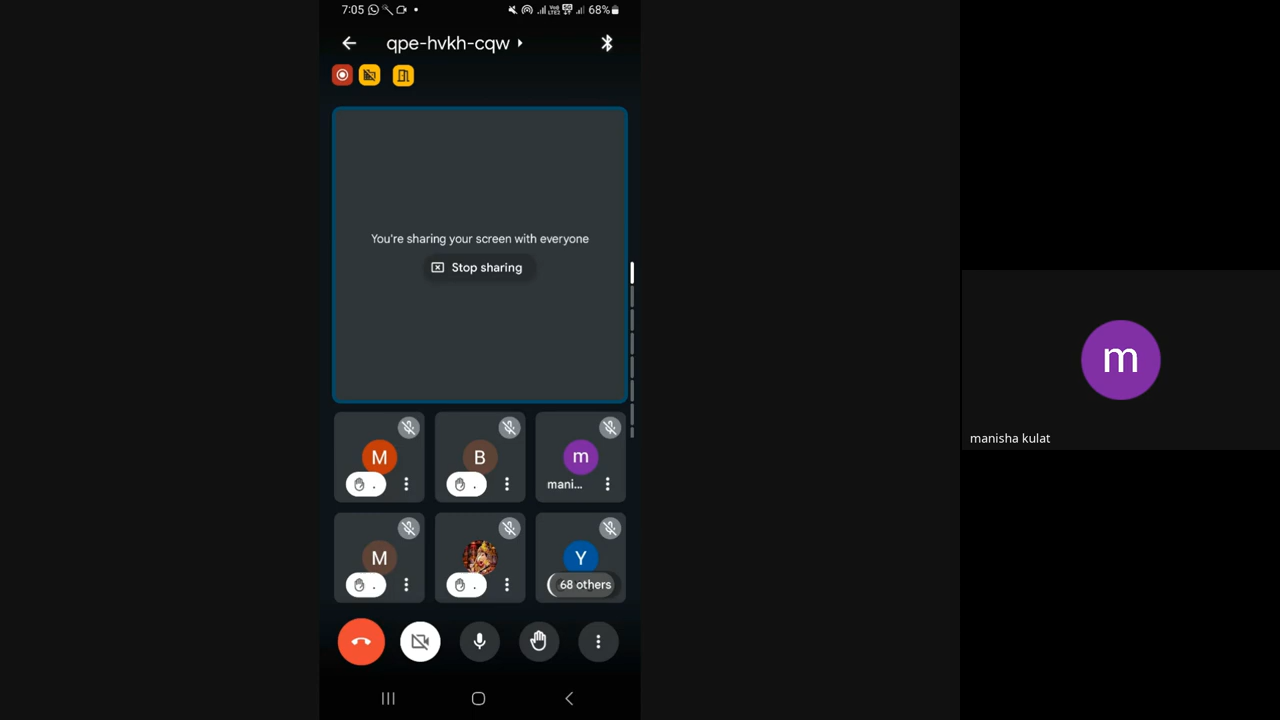 7:05
68%
qpe-hvkh-cqw
You're sharing your screen with everyone
Stop sharing
M
B
m
. 
. 
mani...
M
Y
. 
. 
68 others
m
manisha kulat